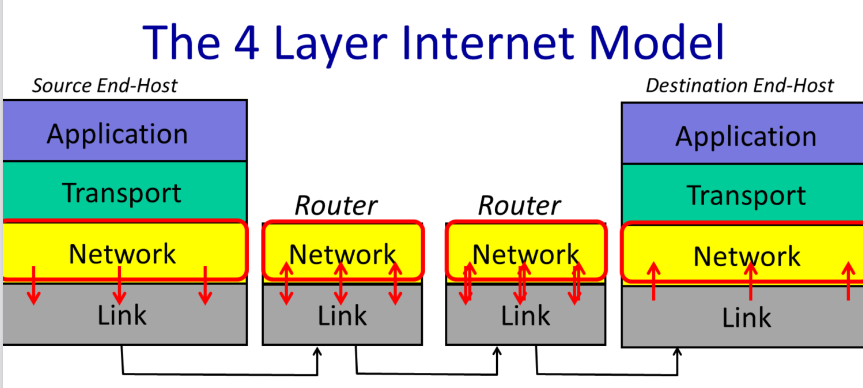 The 4 Layer Internet Model
Source End-Host
Destination End-Host
Application
Application
Transport
Transport
Router
Router
Network
Network
Network
Network
Link
Link
Link
Link